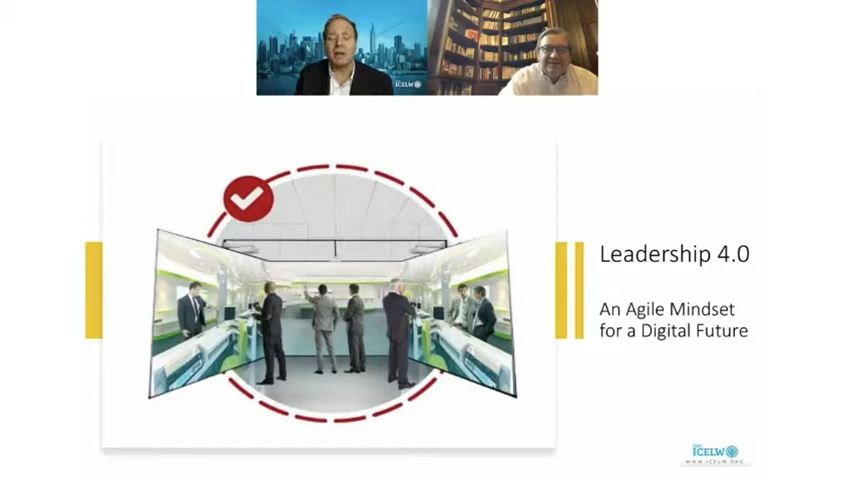 ICELW
Leadership 4.0
An Agile Mindset
for a Digital Future
ICELW
WWW.ICELW.ORG